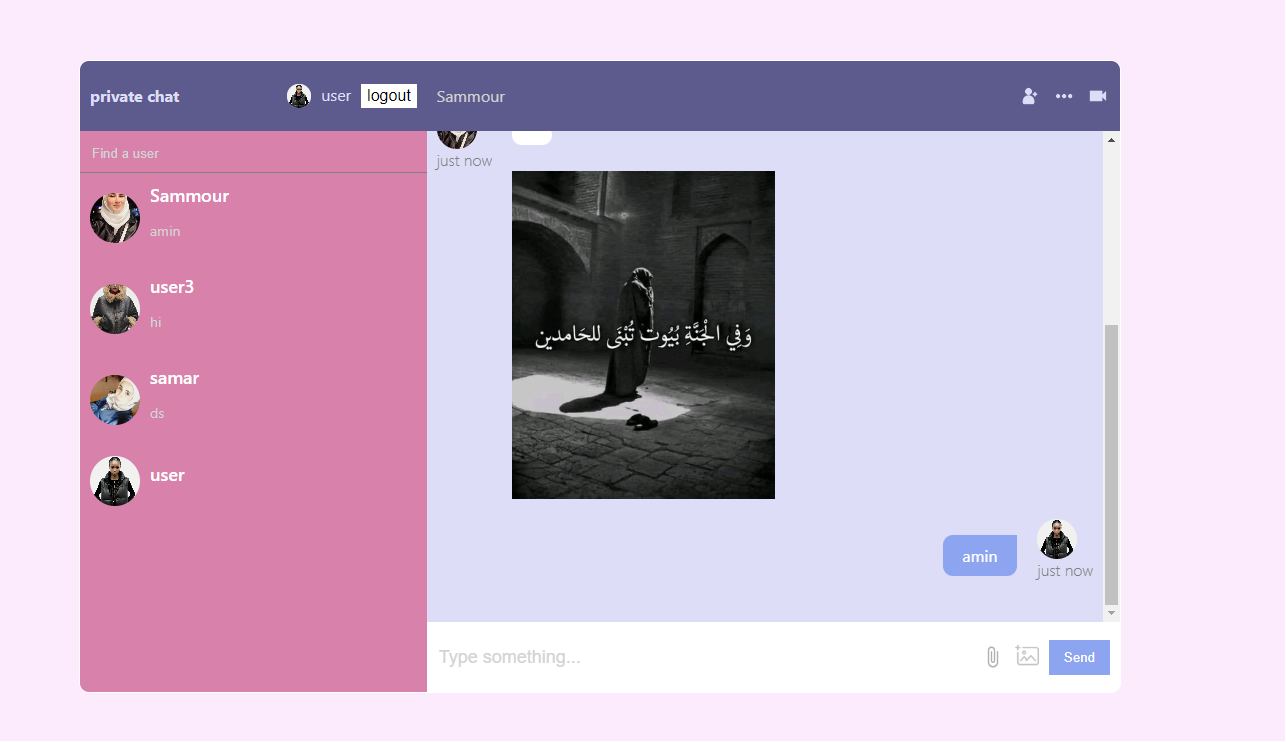 private chat
user
logout
Sammour
Find a user
Sammour
amin
user3
hi
samar
ds
user
just now
وَفِي الْجَنَّةِ بُيُوت تُبْنَى للحَامدين
amin
just now
Type something...
Send